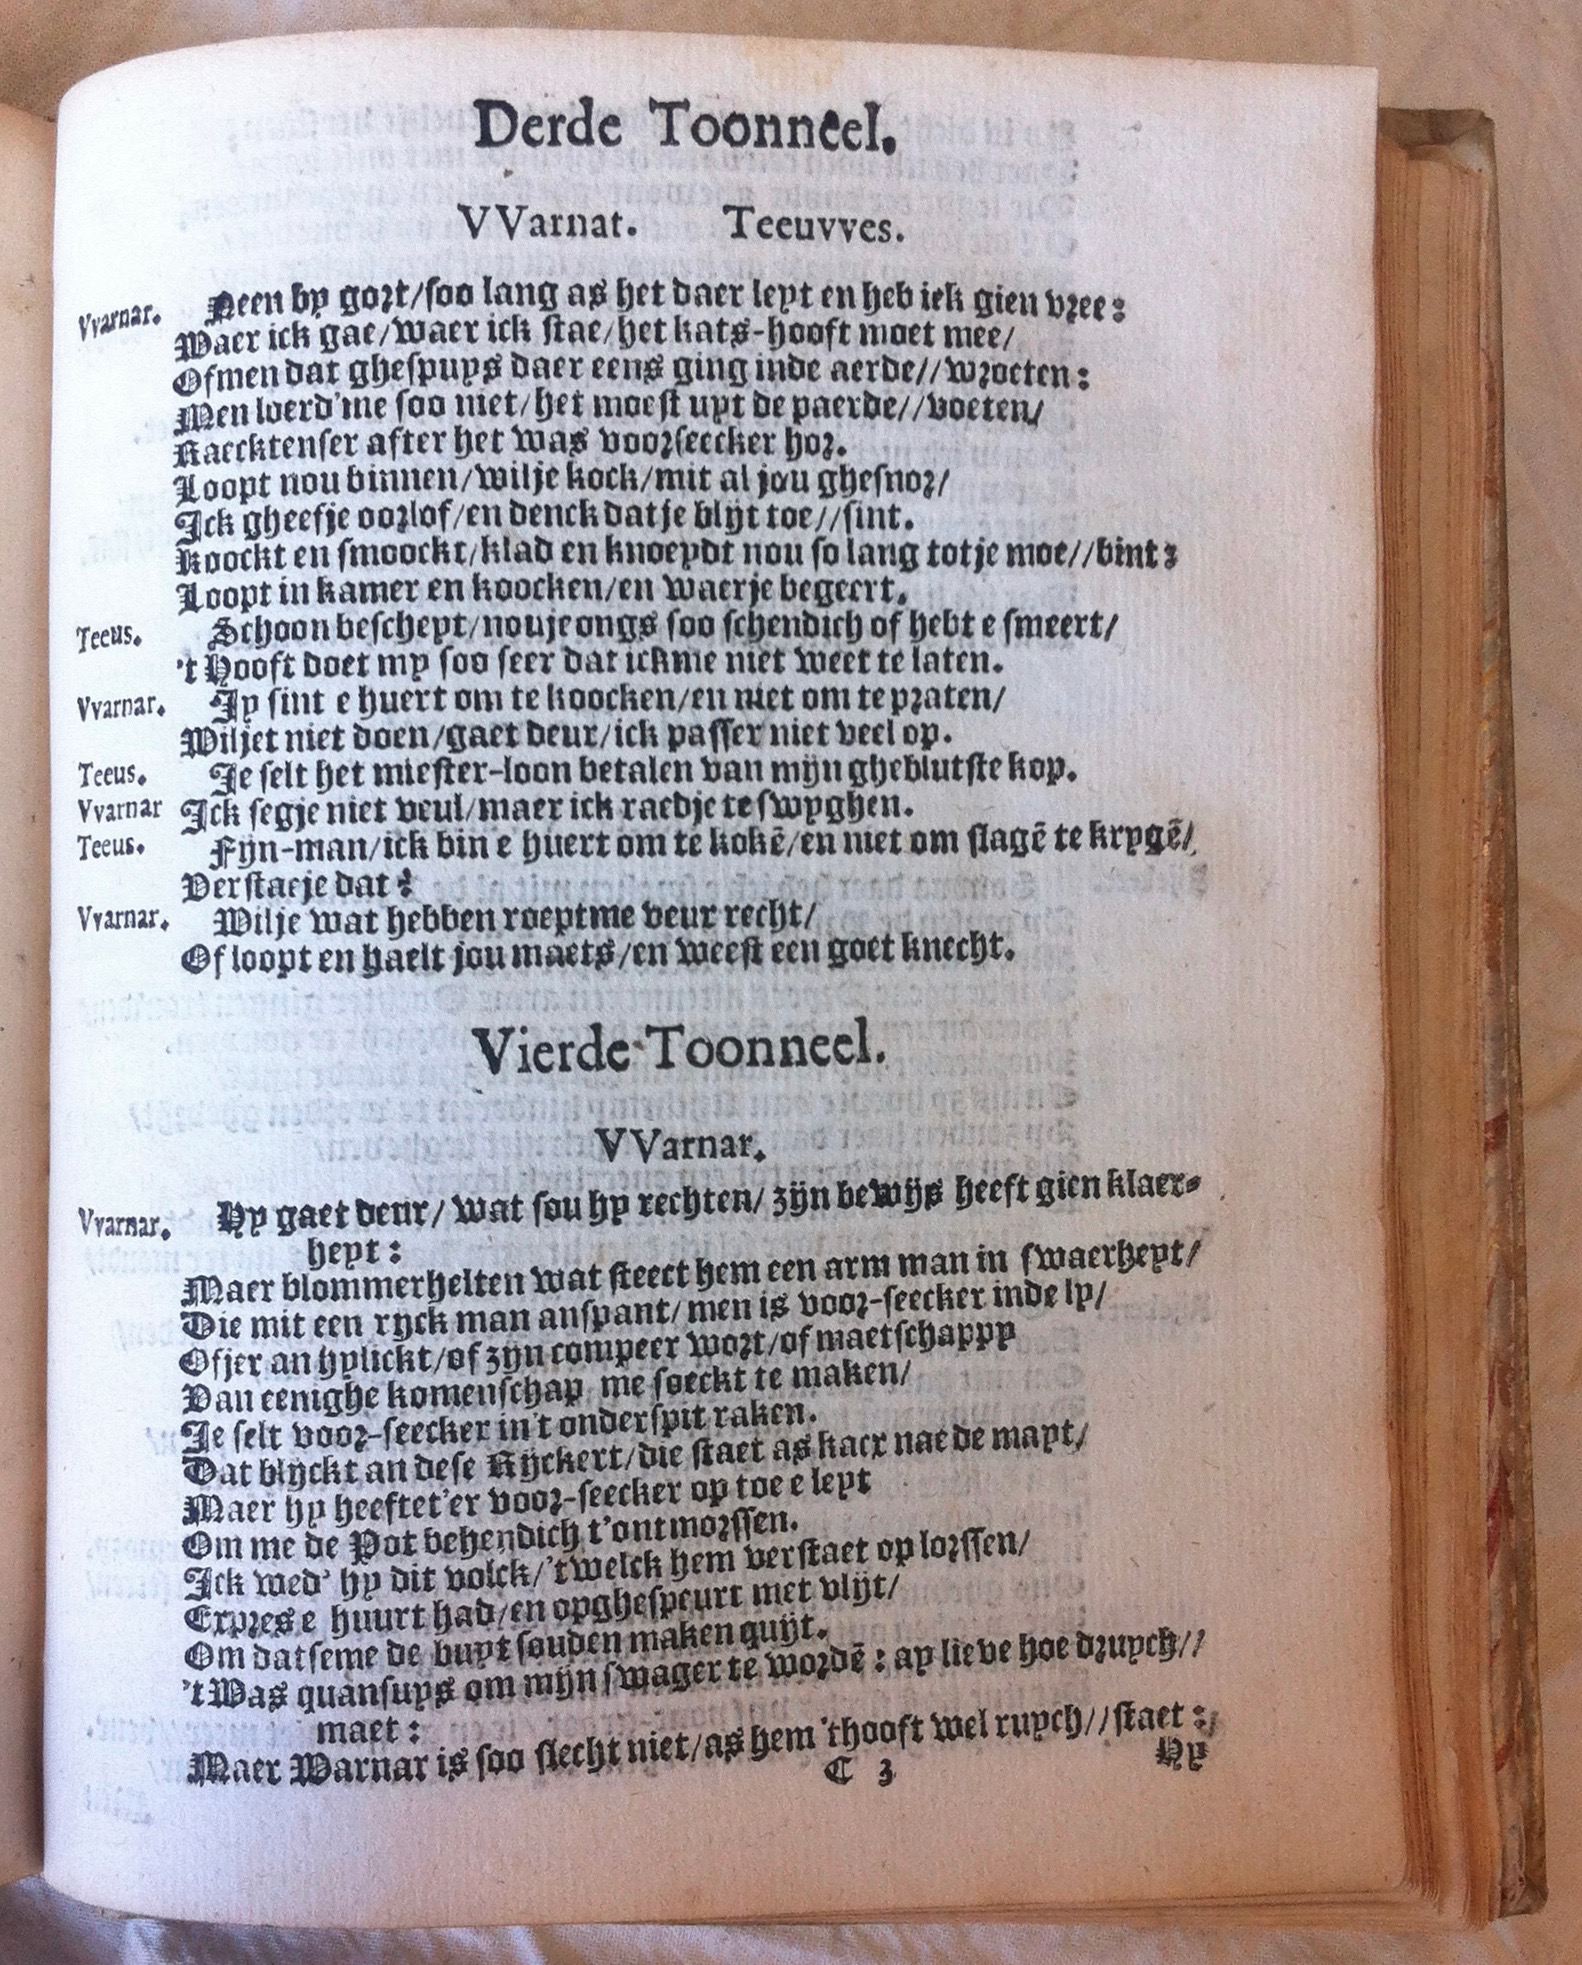 Derde Toonneel.
VVarnat. Teeuvves.
Vvarnar. Neen by gort/soo lang as het daer leyt en heb ick gien vree:
Waer ick gae/waer ick stae/het kats-hooft moet mee/
Ofmen dat ghespuys daer eens ging inde aerde//wroeten:
Men loerd'me soo niet/het moest uyt de paerde//voeten/
Raecktenser after het was voorseecker hor.
Loopt nou binnen/wilje kock/mit al jou ghesnor/
Ick gheefje oorlof/en denck datje blijt toe//sint.
Koockt en smoockt/klad en knoeydt nou so lang totje moe//bint:
Loopt in kamer en koocken/en waerje begeert.
Teeus. Schoon bescheyt/nouje ongs soo schendich of hebt e smeert/
't Hooft doet my soo seer dat ickme niet weet te laten.
Vvarnar. Jy sint e huert om te koocken/en niet om te praten/
Wiljet niet doen/gaet deur/ick passer niet veel op.
Teeus. Je selt het miester-loon betalen van mijn gheblutste kop.
Vvarnar Ick segje niet veul/maer ick raedje te swyghen.
Teeus. Fijn-man/ick bin e huert om te kokē/en niet om slagē te krygē/
Verstaeje dat?
Vvarnar. Wilje wat hebben roeptme veur recht/
Of loopt en haelt jou maets/en weest een goet knecht.
Vierde Toonneel.
VVarnar.
Vvarnar. Hy gaet deur/ wat sou hy rechten/ zijn bewijs heeft gien klaer-
heyt:
Maer blommerhelten wat steect hem een arm man in swaerheyt/
Die mit een ryck man anspant/ men is voor-seecker inde ly/
Ofjer an hylickt/of zijn compeer wort/of maetschappy
Van eenighe komenschap me soeckt te maken/
Je selt voor-seecker in't onderspit raken.
Dat blijckt an dese Rijckert/die staet as kaer nae de mayt/
Maer hy heeftet'er voor-seecker op toe e leyt
Om me de Pot behendich t'ontmorssen.
Ick wed' hy dit volck/'twelck hem verstaet op lorssen/
Expres e huurt had/en opghespeurt met vlijt/
Om datseme de buyt souden maken quijt.
't Was quansuys om mijn swager te wordē: ay lieve hoe druych//
maet:
Maer Warnar is soo slecht niet/as hem 'thooft wel ruych//staet:
C 3 Hy